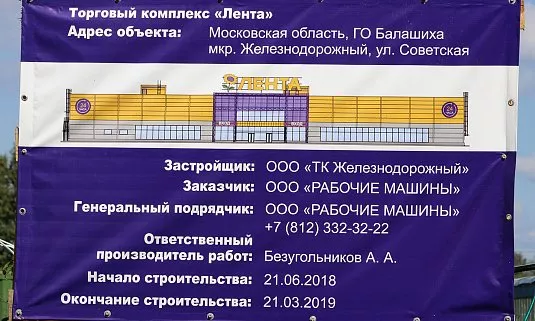 Торговый комплекс «Лента»
Адрес объекта: Московская область, ГО Балашиха
мкр. Железнодорожный, ул. Советская
ЛЕНТА
Застройщик: ООО «ТК Железнодорожный»
Заказчик: ООО «РАБОЧИЕ МАШИНЫ»
Генеральный подрядчик: ООО «РАБОЧИЕ МАШИНЫ»
+7 (812) 332-32-22
Ответственный
производитель работ: Безугольников А. А.
Начало строительства: 21.06.2018
Окончание строительства: 21.03.2019